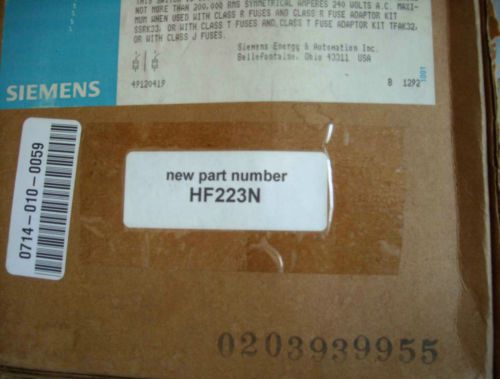 NOT MORE THAN 200,000 RMS SYMMETRICAL AMPERES 240 VOLTS A.C. MAXI-
MUM WHEN USED WITH CLASS R FUSES AND CLASS R FUSE ADAPTOR KIT
SSRK33, OR WITH CLASS T FUSES AND CLASS T FUSE ADAPTOR KIT TFAK32,
OR WITH CLASS J FUSES.
Siemens Energy & Automation Inc.
Bellefontaine, Ohio 43311 USA
49120419
B 1292
1001
SIEMENS
0714-010-0059
new part number
HF223N
0203939955